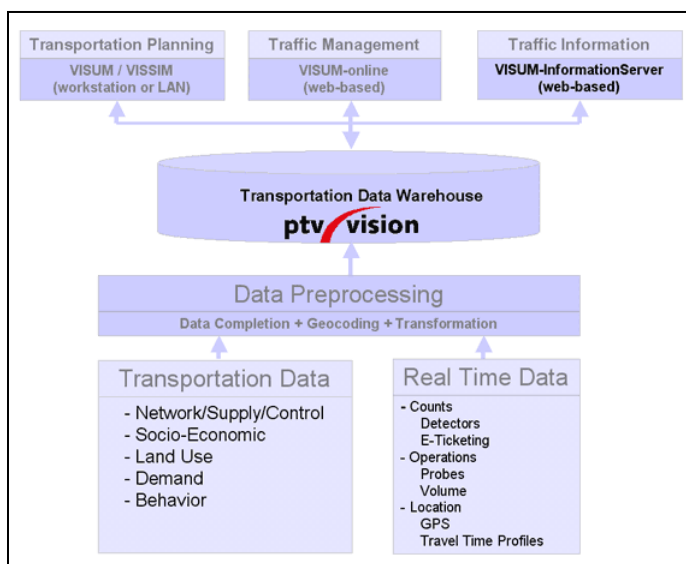 Transportation Planning
VISUM / VISSIM
(workstation or LAN)
Traffic Management
VISUM-online
(web-based)
Traffic Information
VISUM-InformationServer
(web-based)
Transportation Data Warehouse
ptv vision
Data Preprocessing
Data Completion + Geocoding + Transformation
Transportation Data
- Network/Supply/Control
- Socio-Economic
- Land Use
- Demand
- Behavior
Real Time Data
- Counts
Detectors
E-Ticketing
- Operations
Probes
Volume
- Location
GPS
Travel Time Profiles